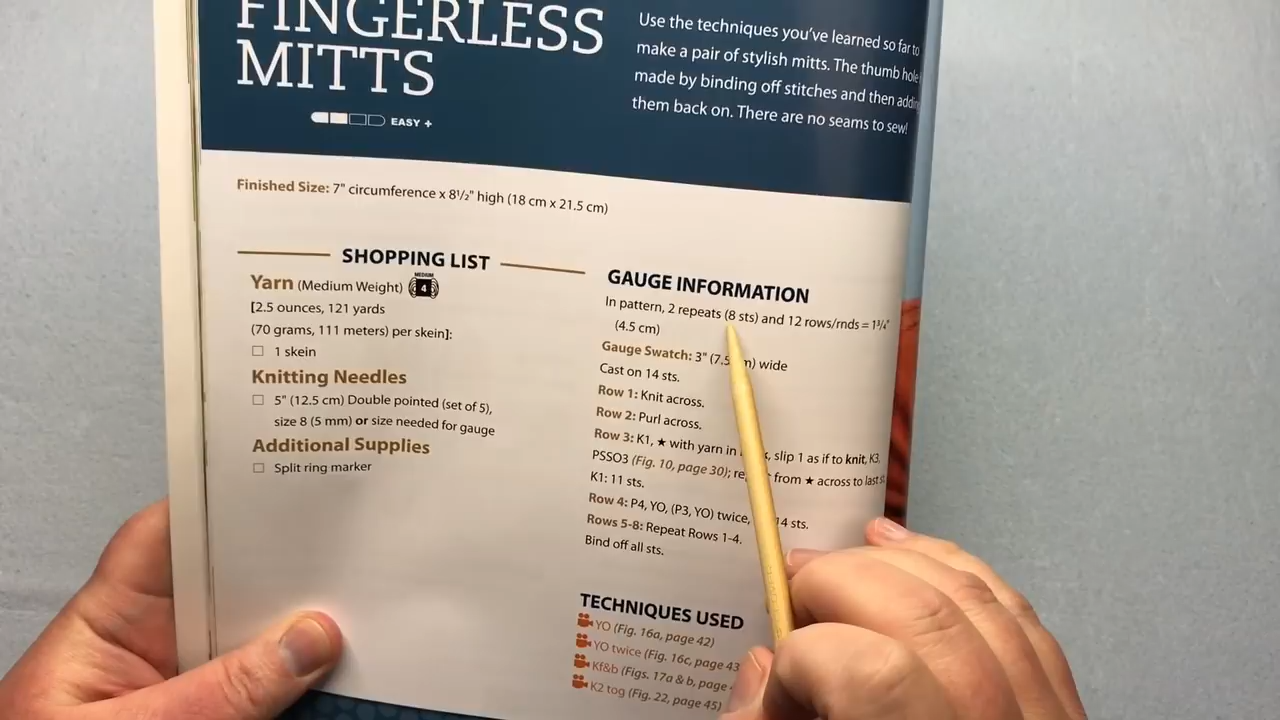 FINGERLESS
MITTS
EASY +
Use the techniques you've learned so far to
make a pair of stylish mitts. The thumb hole
made by binding off stitches and then
them back on. There are no seams to sew!
Finished Size: 7" circumference x 8½" high (18 cm x 21.5 cm)
SHOPPING LIST
Yarn (Medium Weight) MEDIUM 4
[2.5 ounces, 121 yards
(70 grams, 111 meters) per skein]:
1 skein
Knitting Needles
5" (12.5 cm) Double pointed (set of 5),
size 8 (5 mm) or size needed for gauge
Additional Supplies
Split ring marker
GAUGE INFORMATION
In pattern, 2 repeats (8 sts) and 12 rows/rnds = 1¾"
(4.5 cm)
Gauge Swatch: 3" wide
Cast on 14 sts.
Row 1: Knit across.
Row 2: Purl across.
Row 3: K1, ★ with yarn in slip 1 as if to knit, K3,
PSSO3 (Fig. 10, page 30); from ★ across to last
K1: 11 sts.
Row 4: P4, YO, (P3, YO) twice, 14 sts.
Rows 5-8: Repeat Rows 1-4.
Bind off all sts.
TECHNIQUES USED
YO (Fig. 16a, page 42)
YO twice (Fig. 16c, page 43
Kf&b (Figs. 17a & b, page
K2 tog (Fig. 22, page 45)